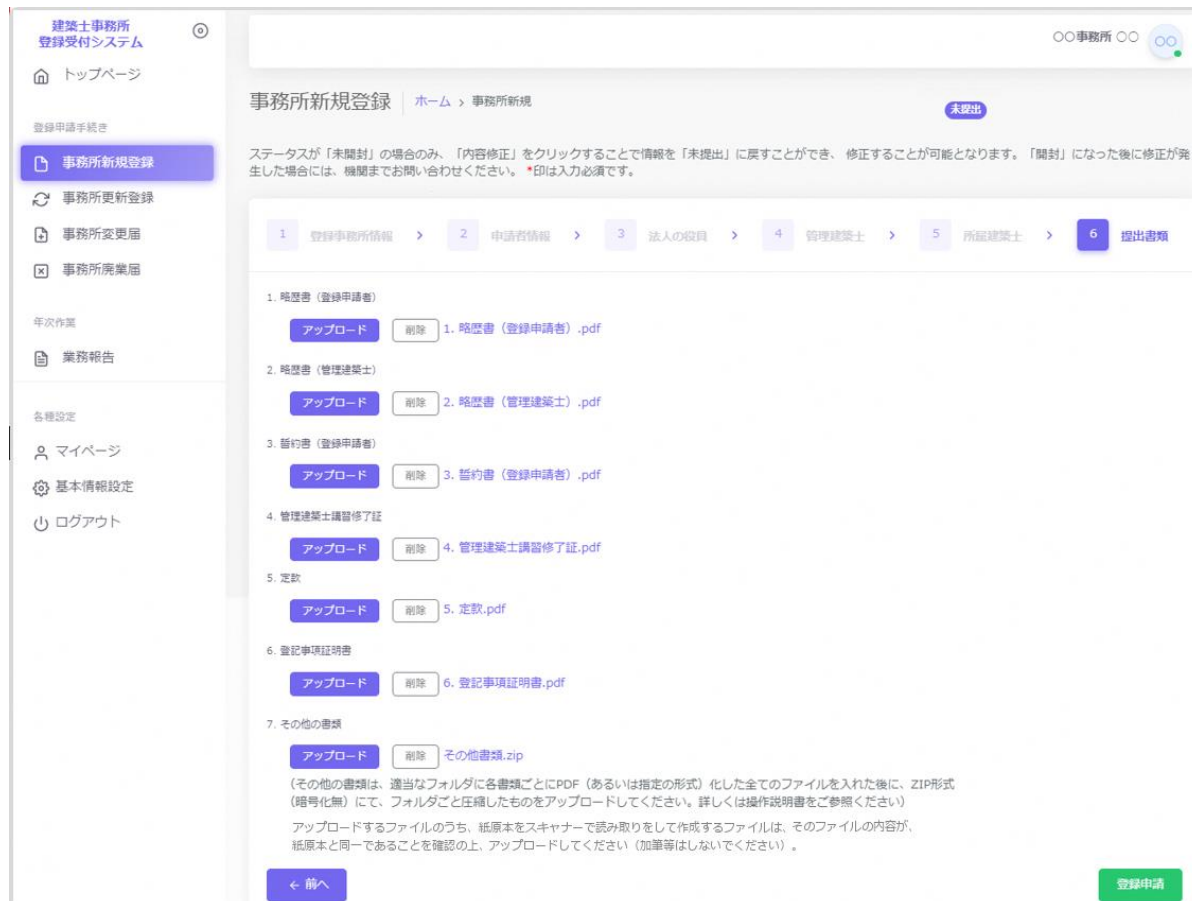 建築士事務所
登録受付システム
トップページ
登録申請手続き
事務所新規登録
事務所更新登録
事務所変更届
事務所廃業届
年次作業
業務報告
各種設定
マイページ
基本情報設定
ログアウト
〇〇事務所 〇〇
〇〇
事務所新規登録 ホーム > 事務所新規
未提出
ステータスが「未開封」の場合のみ、「内容修正」をクリックすることで情報を「未提出」に戻すことができ、 修正することが可能となります。「開封」になった後に修正が発
生した場合には、機関までお問い合わせください。 *印は入力必須です。
1 登録事務所情報 > 2 申請者情報 > 3 法人の役員 > 4 管理建築士 > 5 所属建築士 > 6 提出書類
1. 略歴書（登録申請者）
アップロード 削除 1. 略歴書（登録申請者）.pdf
2. 略歴書（管理建築士）
アップロード 削除 2. 略歴書（管理建築士）.pdf
3. 誓約書（登録申請者）
アップロード 削除 3. 誓約書（登録申請者）.pdf
4. 管理建築士講習修了証
アップロード 削除 4. 管理建築士講習修了証.pdf
5. 定款
アップロード 削除 5. 定款.pdf
6. 登記事項証明書
アップロード 削除 6. 登記事項証明書.pdf
7. その他の書類
アップロード 削除 その他書類.zip
（その他の書類は、適当なフォルダに各書類ごとにPDF（あるいは指定の形式）化した全てのファイルを入れた後に、ZIP形式
（暗号化無）にて、フォルダごと圧縮したものをアップロードしてください。詳しくは操作説明書をご参照ください）
アップロードするファイルのうち、紙原本をスキャナーで読み取りをして作成するファイルは、そのファイルの内容が、
紙原本と同一であることを確認の上、アップロードしてください（加筆等はしないでください）。
← 前へ
登録申請